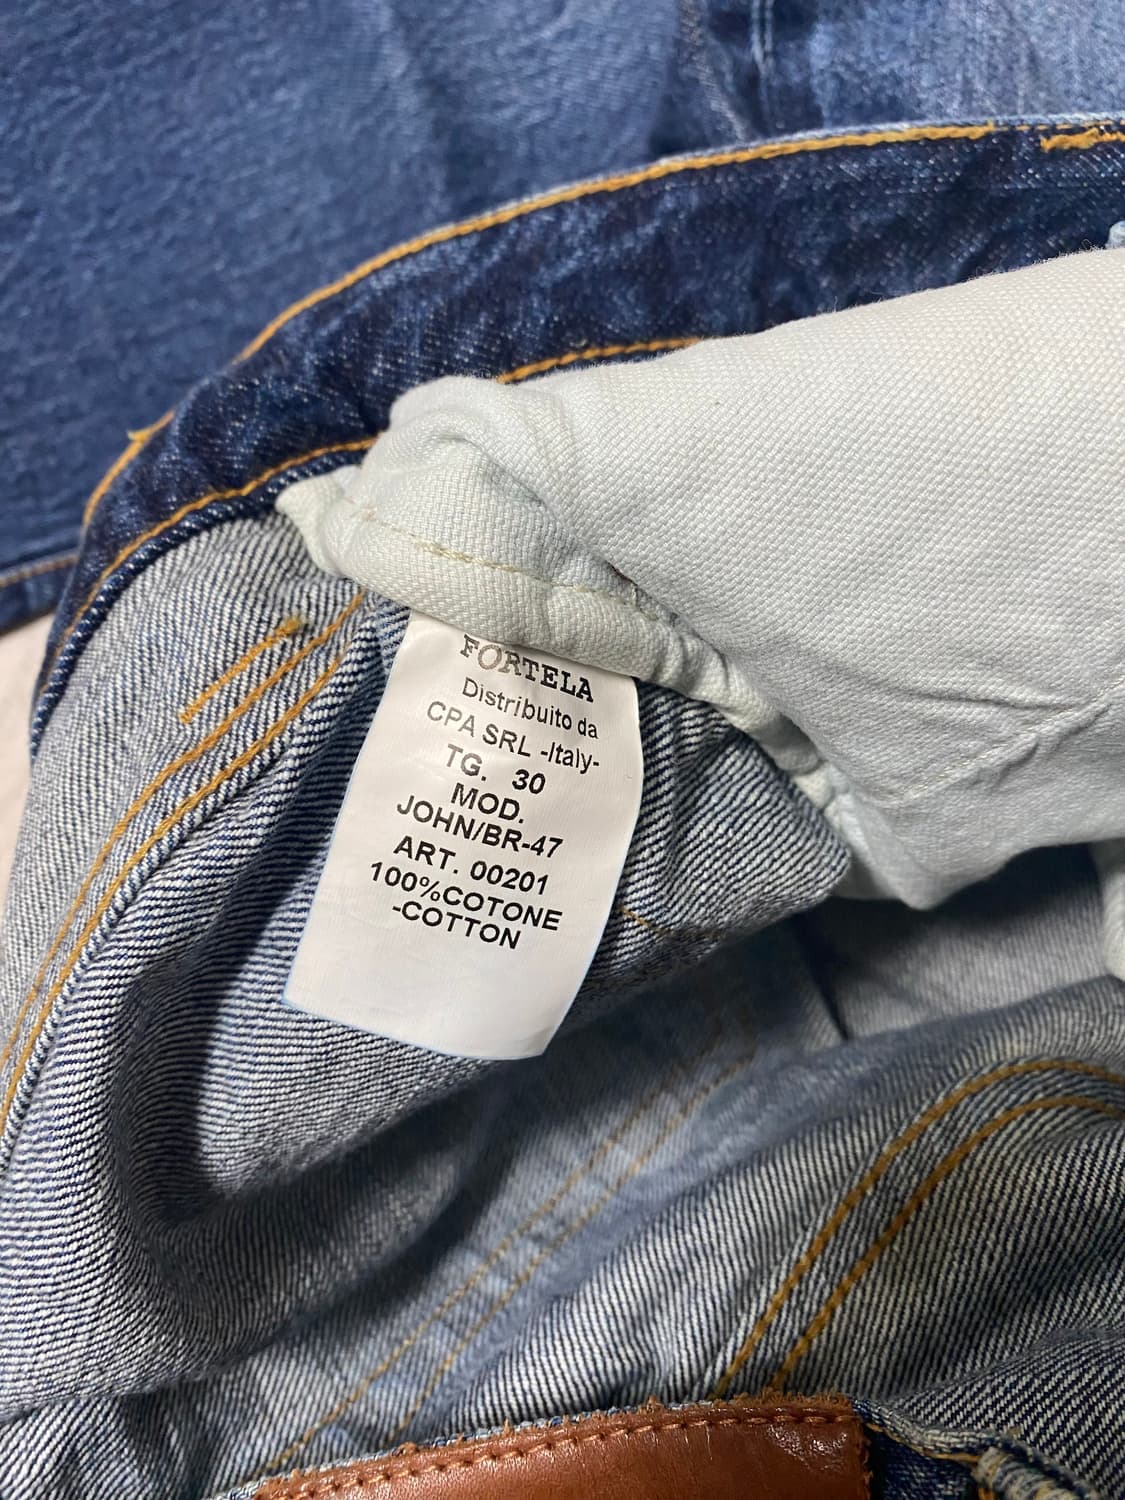 FORTELA
Distribuito da
CPA SRL -Italy-
TG. 30
MOD.
JOHN/BR-47
ART. 00201
100%COTONE
-COTTON